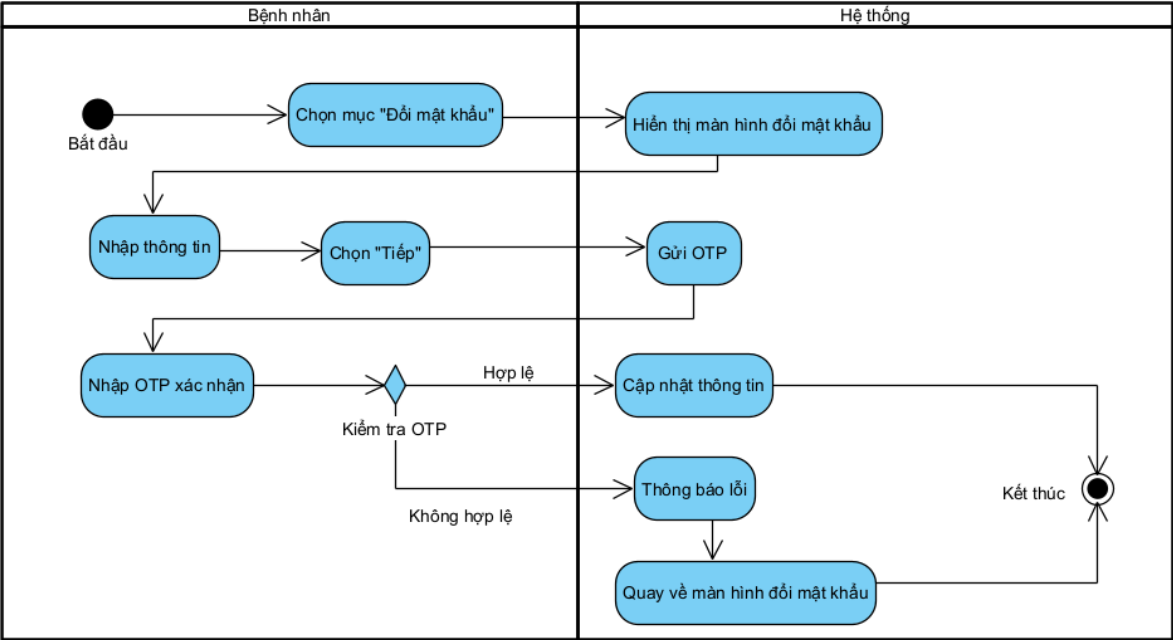 Bệnh nhân
Hệ thống
Chọn mục "Đổi mật khẩu"
Hiển thị màn hình đổi mật khẩu
Bắt đầu
Nhập thông tin
Chọn "Tiếp"
Gửi OTP
Nhập OTP xác nhận
Hợp lệ
Cập nhật thông tin
Kiểm tra OTP
Thông báo lỗi
Kết thúc
Không hợp lệ
Quay về màn hình đổi mật khẩu